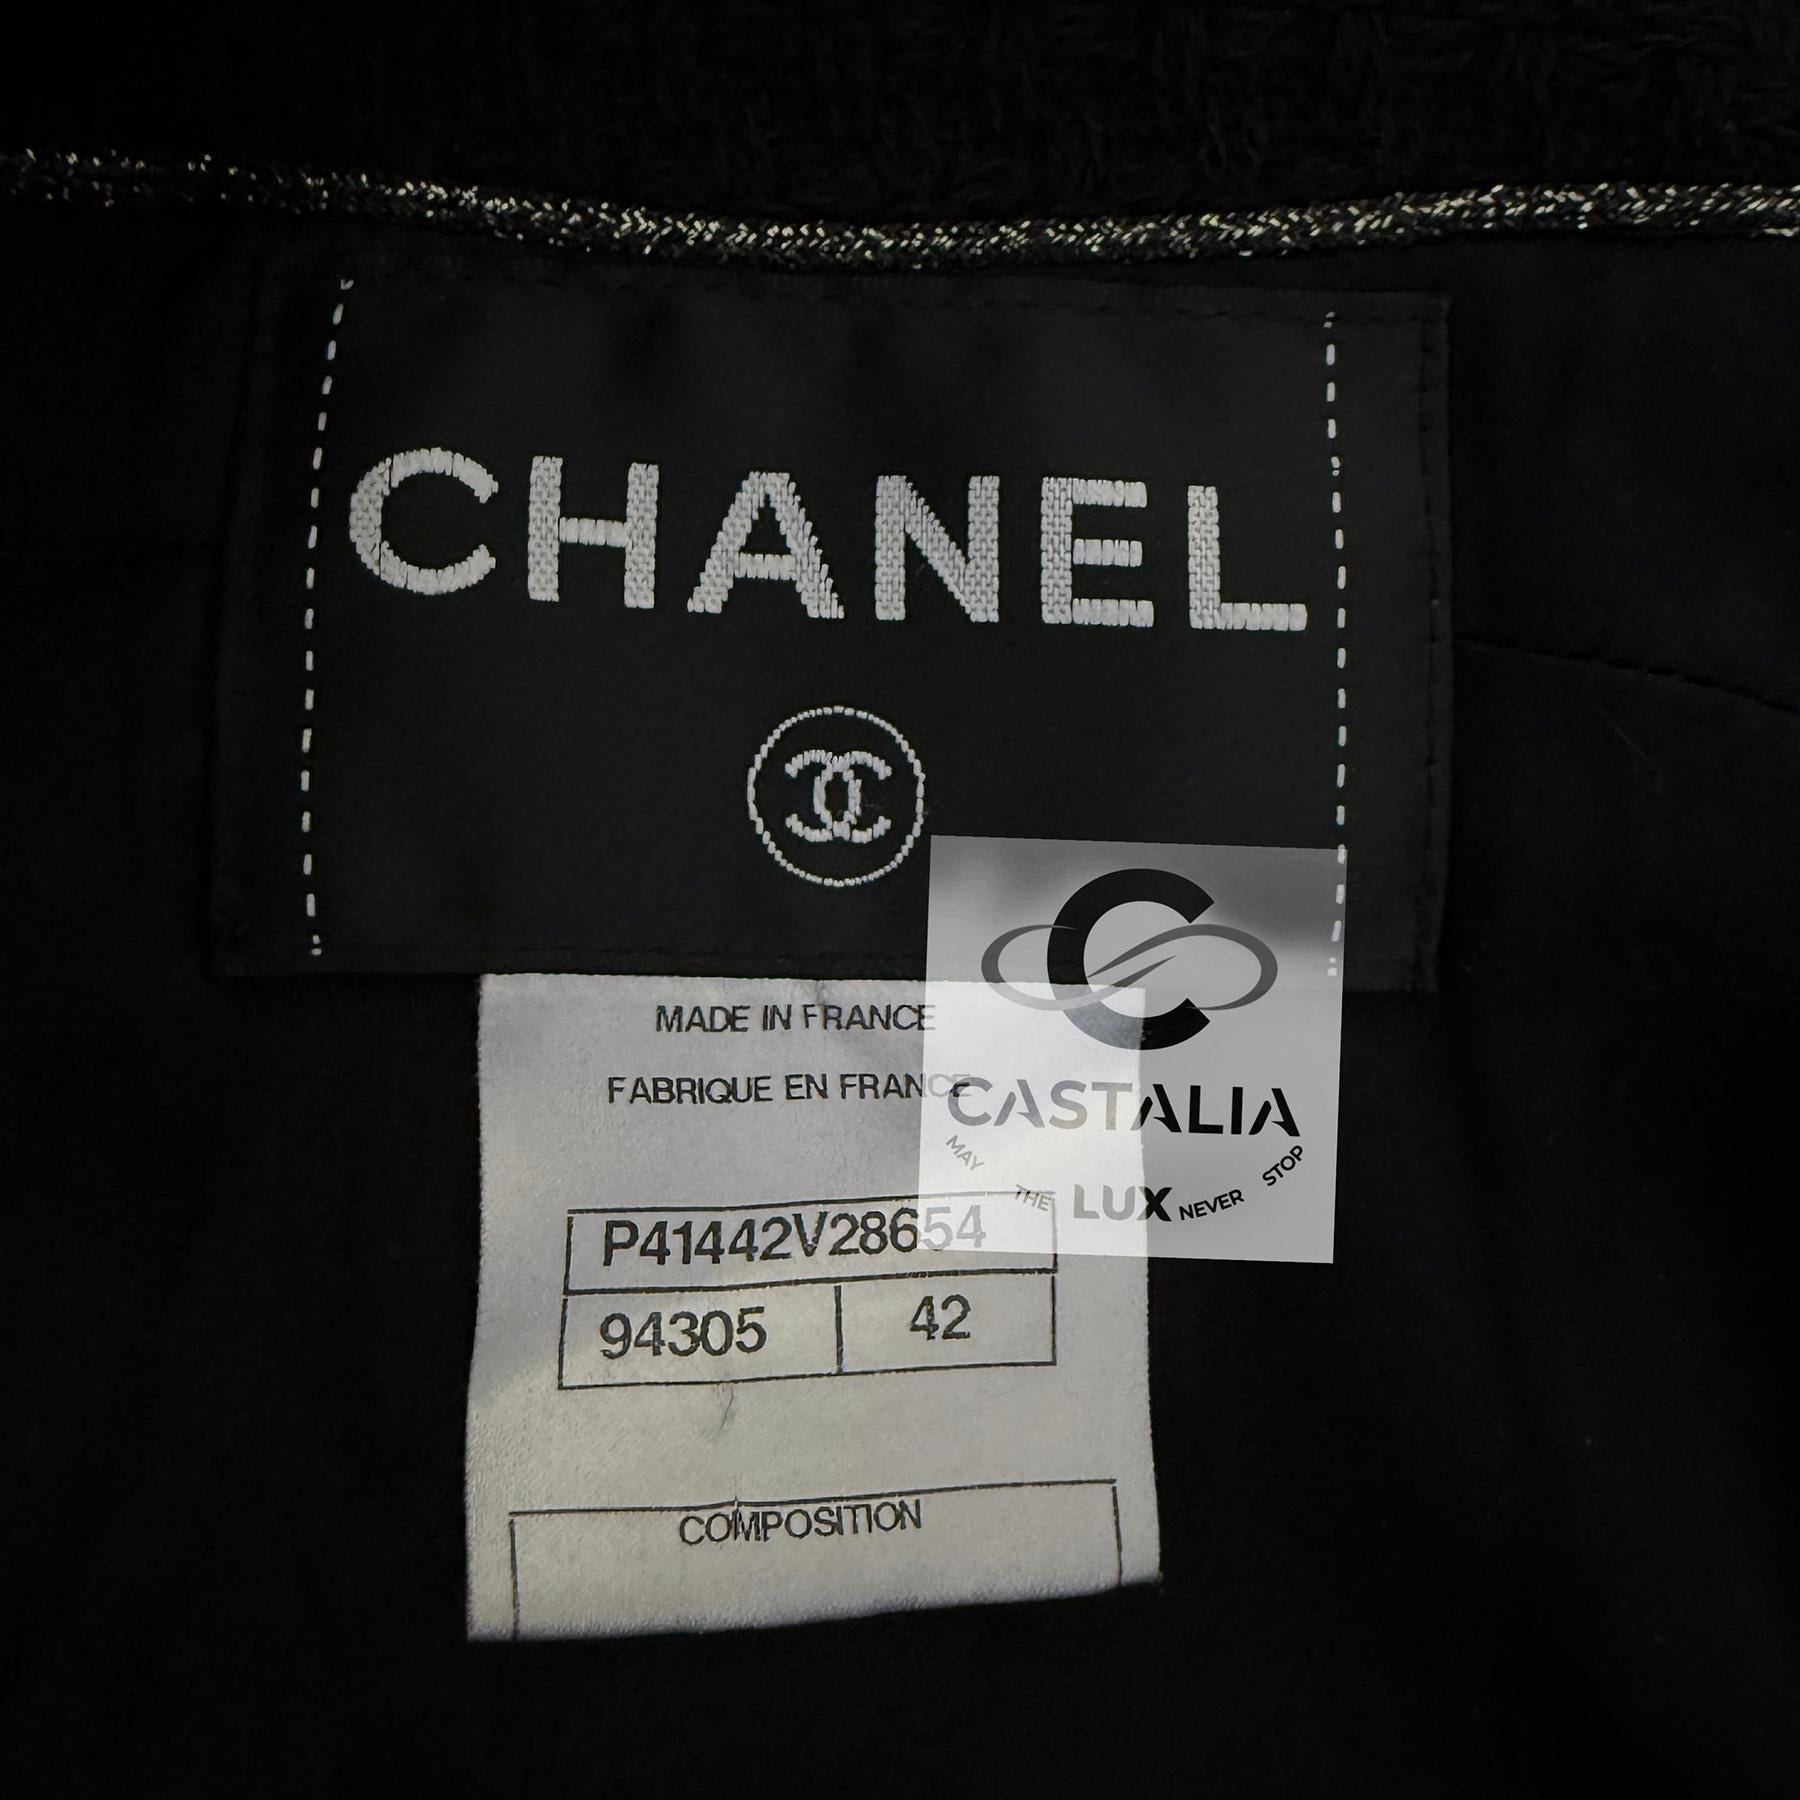 CHANEL
MADE IN FRANCE
FABRIQUE EN FRANCE
CASTALIA
MAY THE LUX NEVER STOP
P41442V28654
94305 42
COMPOSITION